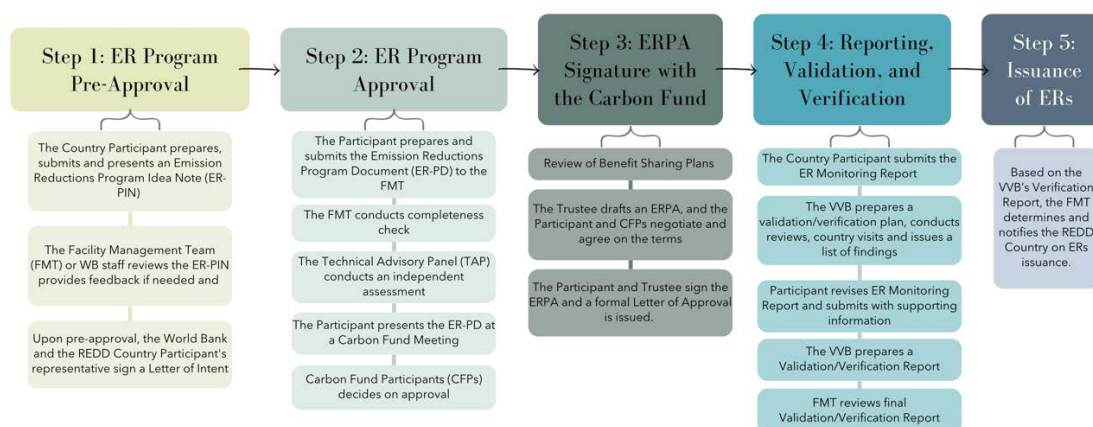 Step 1: ER Program
Pre-Approval
The Country Participant prepares,
submits and presents an Emission
Reductions Program Idea Note (ER-
PIN)
The Facility Management Team
(FMT) or WB staff reviews the ER-PIN
provides feedback if needed and
Upon pre-approval, the World Bank
and the REDD Country Participant's
representative sign a Letter of Intent
Step 2: ER Program
Approval
The Participant prepares and
submits the Emission Reductions
Program Document (ER-PD) to the
FMT
The FMT conducts completeness
check
The Technical Advisory Panel (TAP)
conducts an independent
assessment
The Participant presents the ER-PD at
a Carbon Fund Meeting
Carbon Fund Participants (CFPs)
decides on approval
Step 3: ERPA
Signature with
the Carbon Fund
Review of Benefit Sharing Plans
The Trustee drafts an ERPA, and the
Participant and CFPs negotiate and
agree on the terms
The Participant and Trustee sign the
ERPA and a formal Letter of Approval
is issued.
Step 4: Reporting,
Validation, and
Verification
The Country Participant submits the
ER Monitoring Report
The VVB prepares a
validation/verification plan, conducts
reviews, country visits and issues a
list of findings
Participant revises ER Monitoring
Report and submits with supporting
information
The VVB prepares a
Validation/Verification Report
FMT reviews final
Validation/Verification Report
Step 5:
Issuance
of ERs
Based on the
VVB's Verification
Report, the FMT
determines and
notifies the REDD
Country on ERs
issuance.